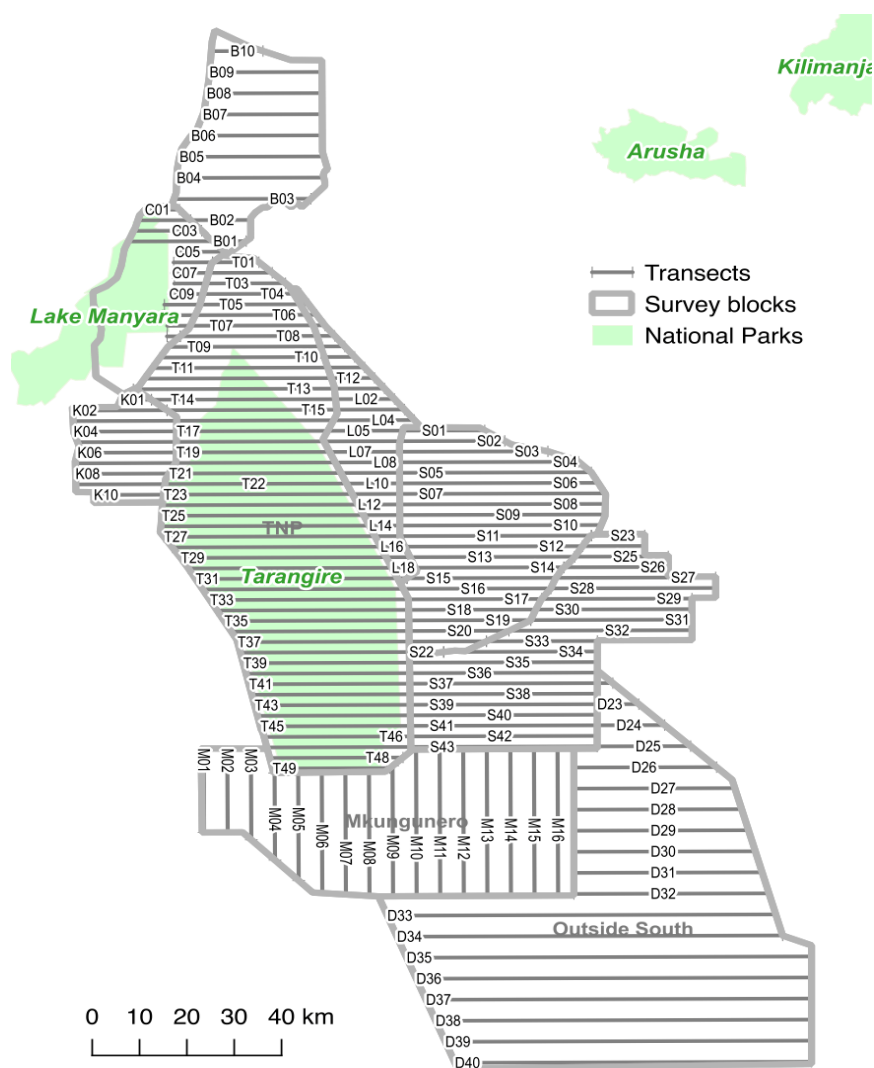 B10
Kilimanja
B09
B08
B07
B06
Arusha
B05
B04
B03
C01
B02
C03
B01
C05
T01
C07
Transects
T03
C09
T04
T05
Survey blocks
Lake Manyara
T06
T07
T08
National Parks
T09
T10
T11
T12
T13
K01
T14
L02
K02
T15
L04
K04
T17
L05
S01
S02
K06
T19
L07
S03
L08
S04
K08
T21
S05
T22
L10
S06
K10
T23
S07
L12
S08
T25
S09
TNP
L14
S10
T27
S11
S23
L16
S12
T29
S13
S25
Tarangire
L18
S14
S26
T31
S15
S27
S16
S28
T33
S17
S29
S18
S30
T35
S19
S31
S20
S32
T37
S33
S22
S34
T39
S35
S36
T41
S37
S38
T43
S39
D23
S40
T45
S41
D24
T46
S42
S43
D25
T48
T49
D26
M01
M02
M03
M04
M05
M06
M07
M08
M09
M10
M11
M12
M13
M14
M15
M16
Mkungunero
D27
D28
D29
D30
D31
D32
D33
Outside South
D34
D35
D36
D37
D38
D39
D40
0 10 20 30 40 km